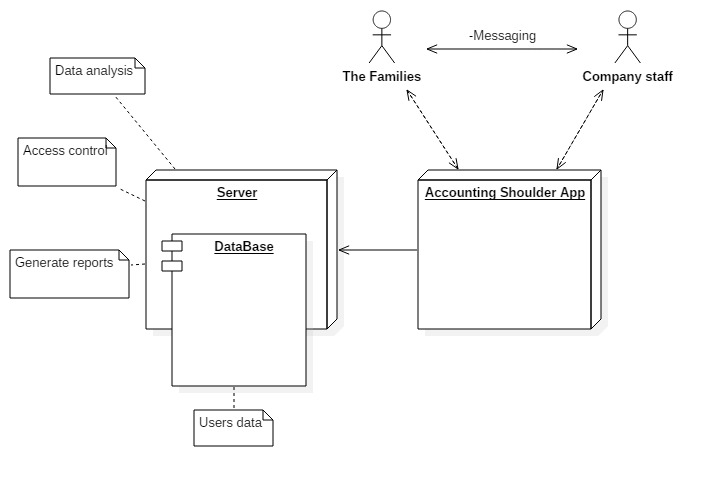 -Messaging
The Families
Company staff
Data analysis
Access control
Server
Accounting Shoulder App
DataBase
Generate reports
Users data